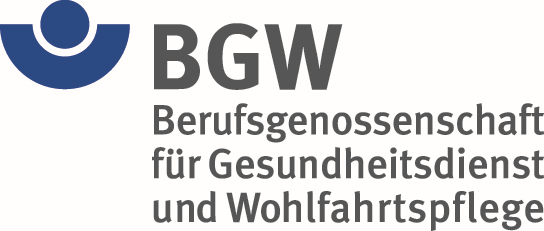 BGW
Berufsgenossenschaft
für Gesundheitsdienst
und Wohlfahrtspflege